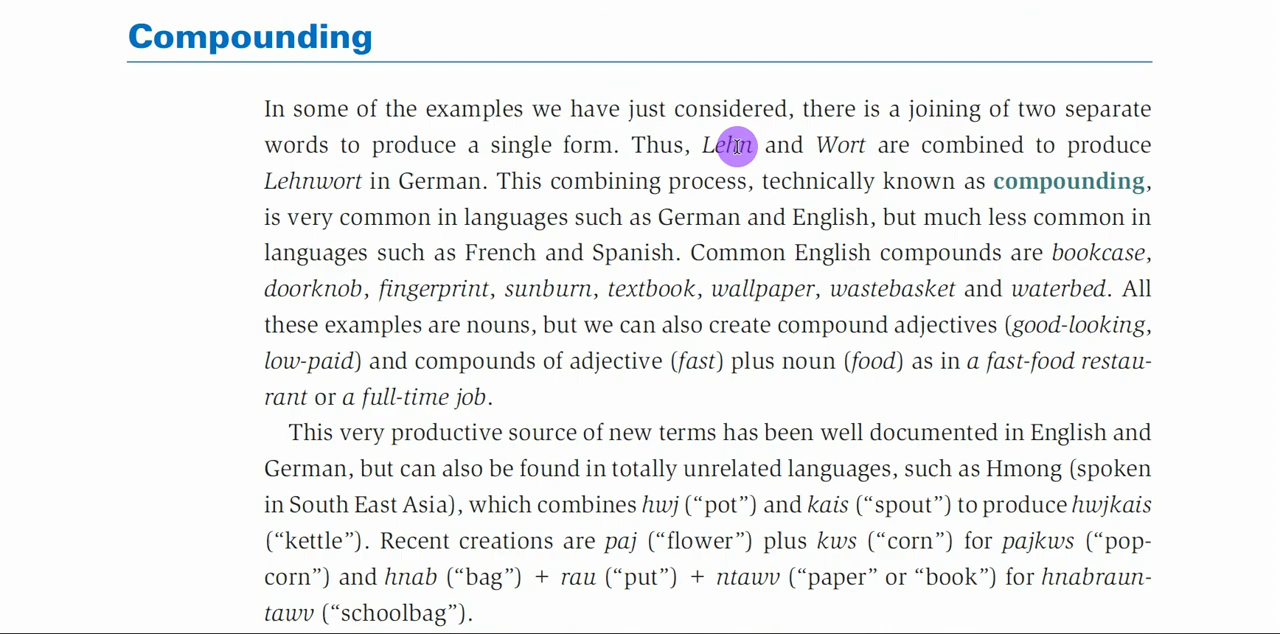 Compounding
In some of the examples we have just considered, there is a joining of two separate
words to produce a single form. Thus, Lehn and Wort are combined to produce
Lehnwort in German. This combining process, technically known as compounding,
is very common in languages such as German and English, but much less common in
languages such as French and Spanish. Common English compounds are bookcase,
doorknob, fingerprint, sunburn, textbook, wallpaper, wastebasket and waterbed. All
these examples are nouns, but we can also create compound adjectives (good-looking,
low-paid) and compounds of adjective (fast) plus noun (food) as in a fast-food restau-
rant or a full-time job.
This very productive source of new terms has been well documented in English and
German, but can also be found in totally unrelated languages, such as Hmong (spoken
in South East Asia), which combines hwj (“pot”) and kais (“spout”) to produce hwjkais
(“kettle”). Recent creations are paj (“flower”) plus kws (“corn”) for pajkws (“pop-
corn”) and hnab (“bag”) + rau (“put”) + ntawv (“paper” or “book”) for hnabraun-
tawv (“schoolbag”).